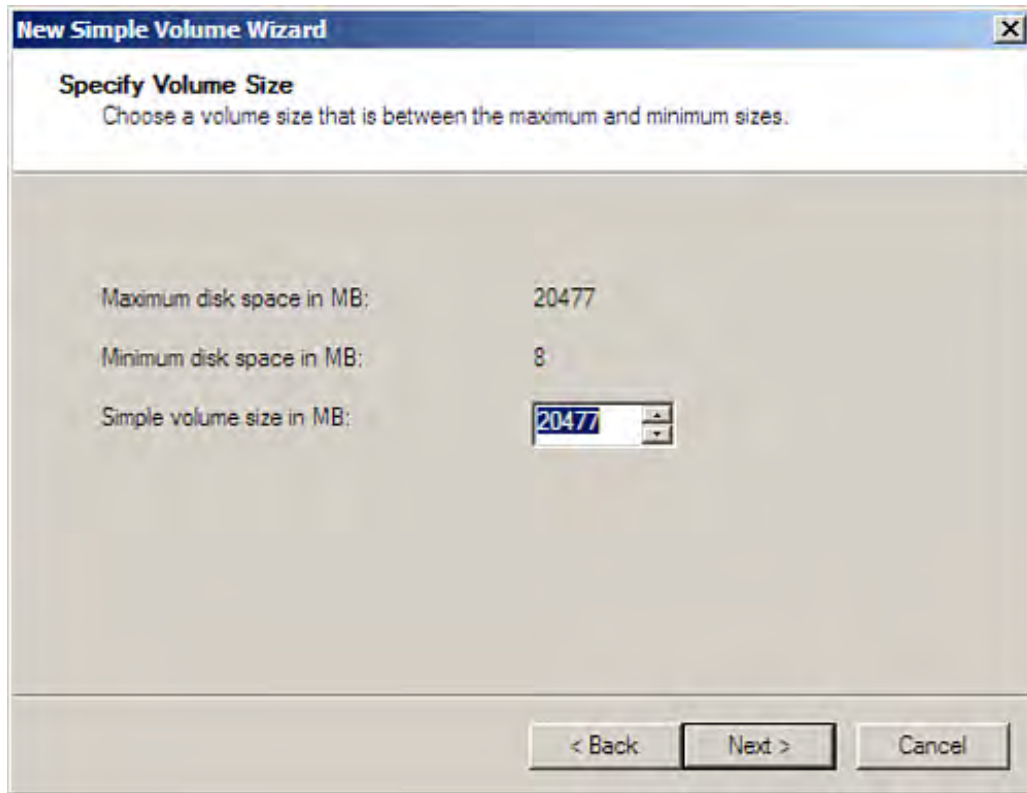 New Simple Volume Wizard
Specify Volume Size
Choose a volume size that is between the maximum and minimum sizes.
Maximum disk space in MB: 20477
Minimum disk space in MB: 8
Simple volume size in MB: 20477
< Back Next > Cancel